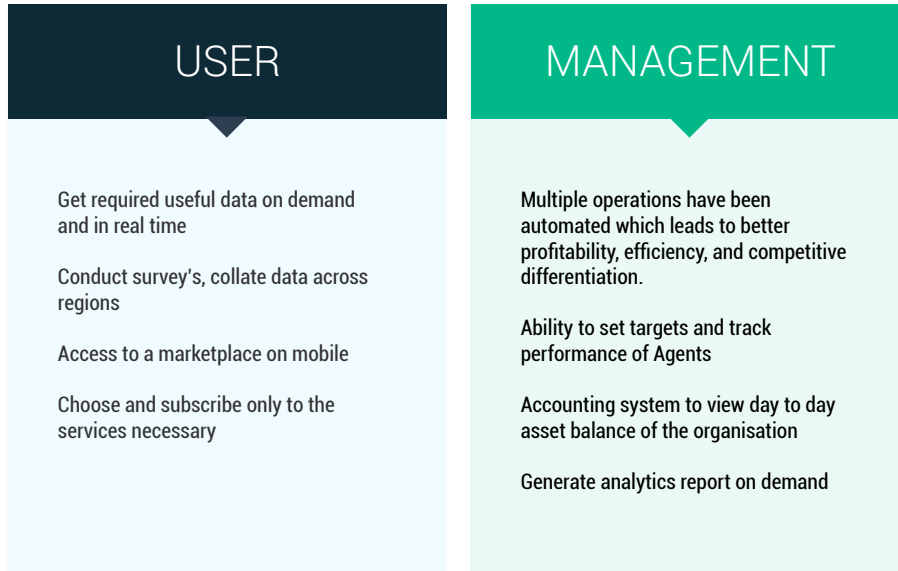 USER
Get required useful data on demand
and in real time
Conduct survey's, collate data across
regions
Access to a marketplace on mobile
Choose and subscribe only to the
services necessary
MANAGEMENT
Multiple operations have been
automated which leads to better
profitability, efficiency, and competitive
differentiation.
Ability to set targets and track
performance of Agents
Accounting system to view day to day
asset balance of the organisation
Generate analytics report on demand